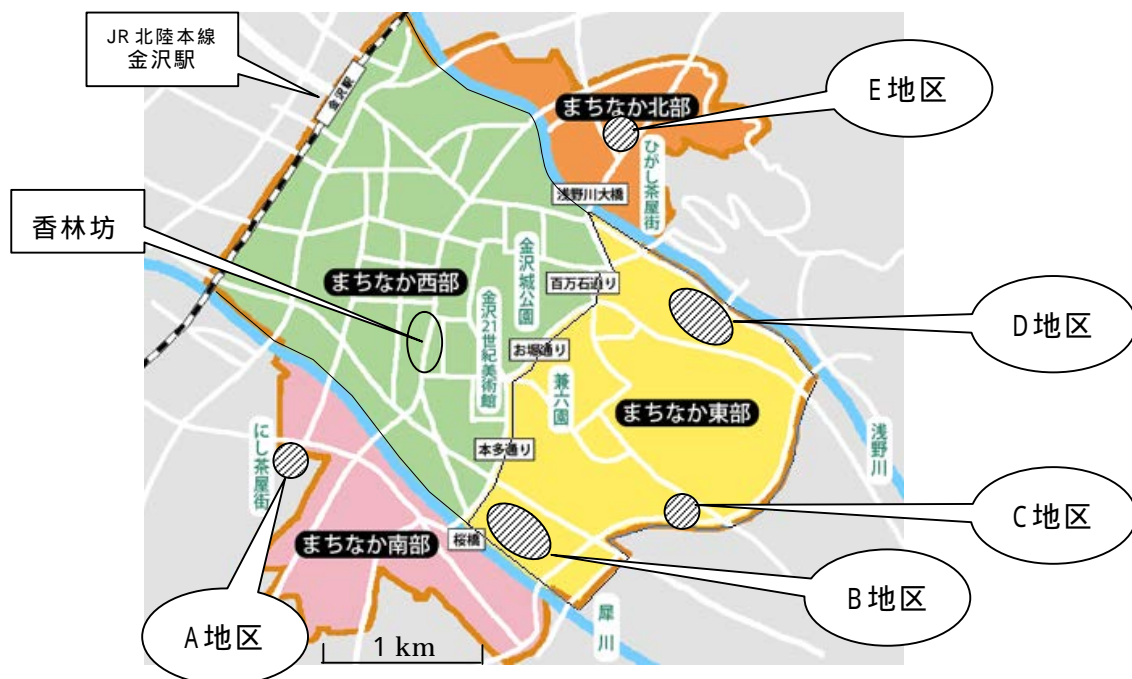 JR北陸本線
金沢駅
金沢駅
まちなか北部
E地区
ひがし茶屋街
浅野川大橋
香林坊
金沢城公園
まちなか西部
百万石通り
金沢21世紀美術館
D地区
お堀通り
兼六園
まちなか東部
にし茶屋街
本多通り
浅野川
C地区
まちなか南部
桜橋
B地区
犀川
A地区
1 km